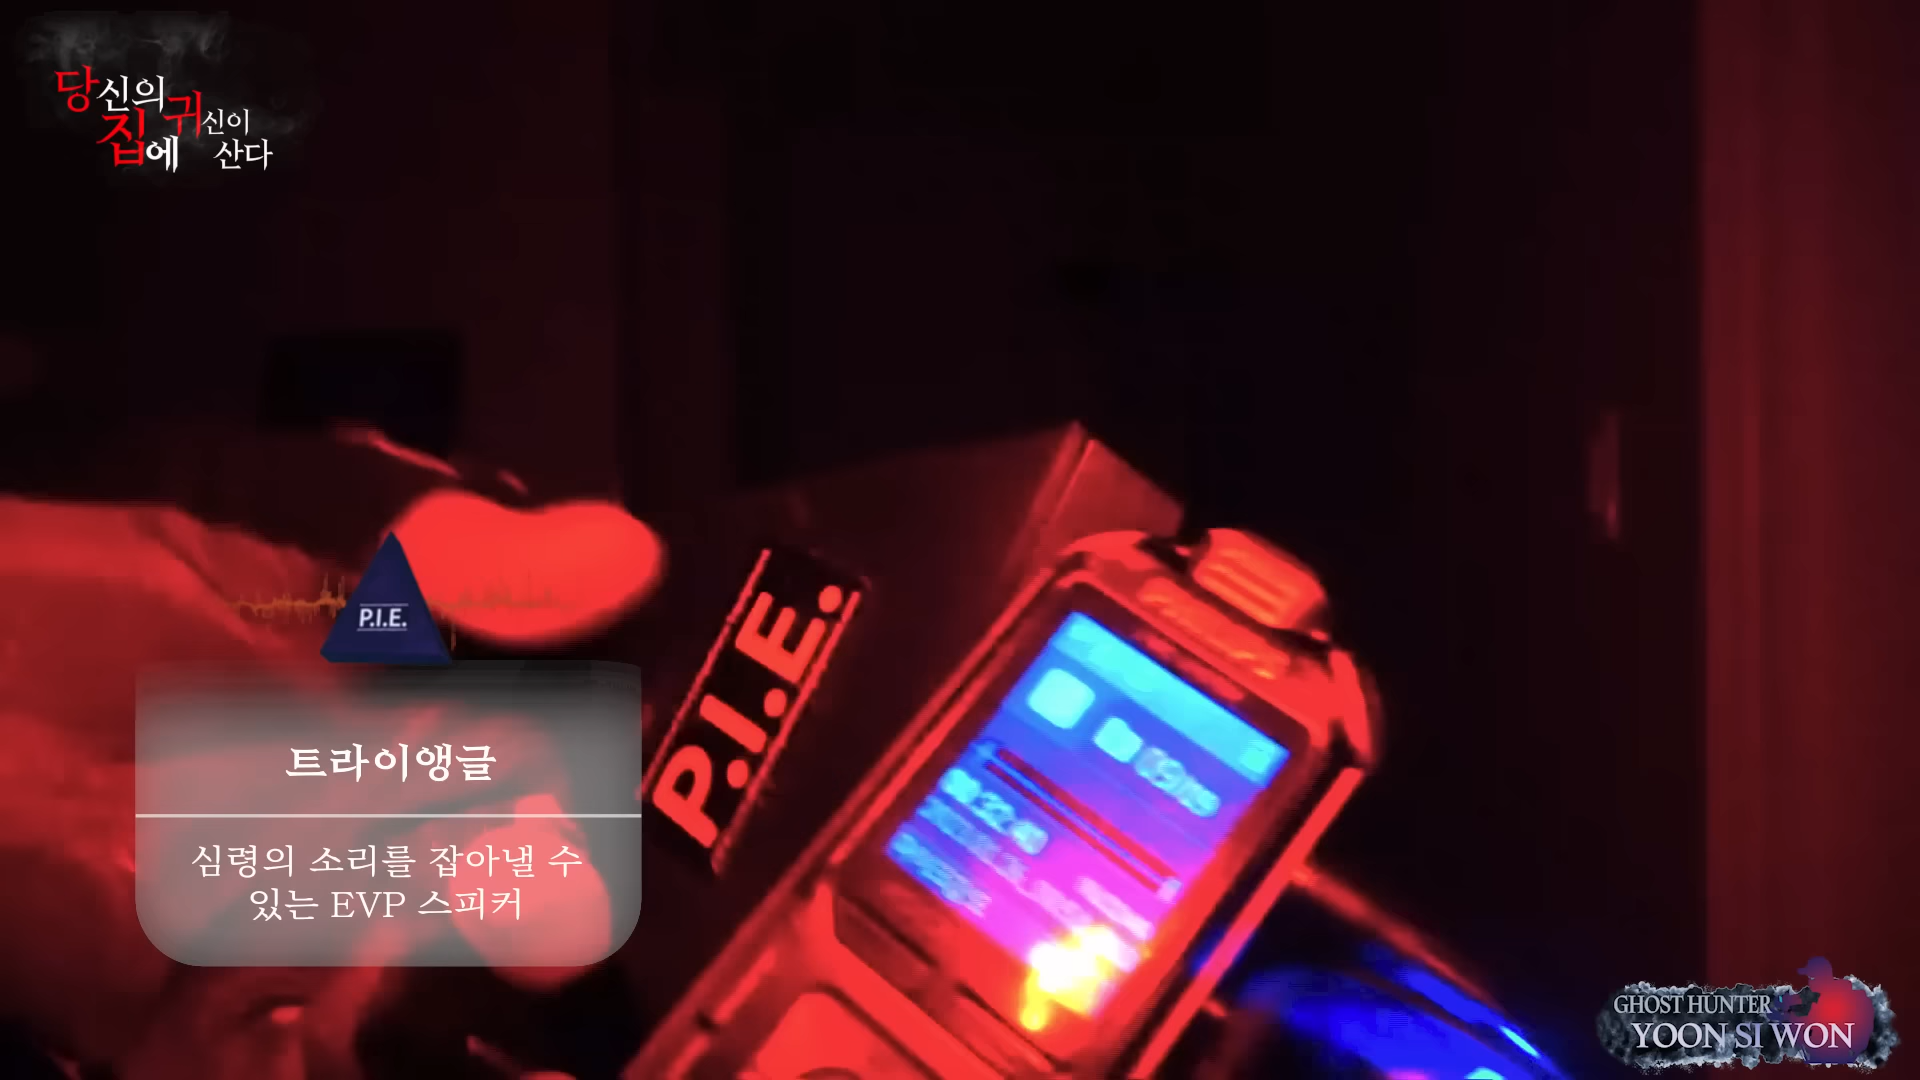 당신의
집에 귀신이
산다
P.I.E.
P.I.E.
트라이앵글
심령의 소리를 잡아낼 수
있는 EVP 스피커
GHOST HUNTER
YOON SI WON